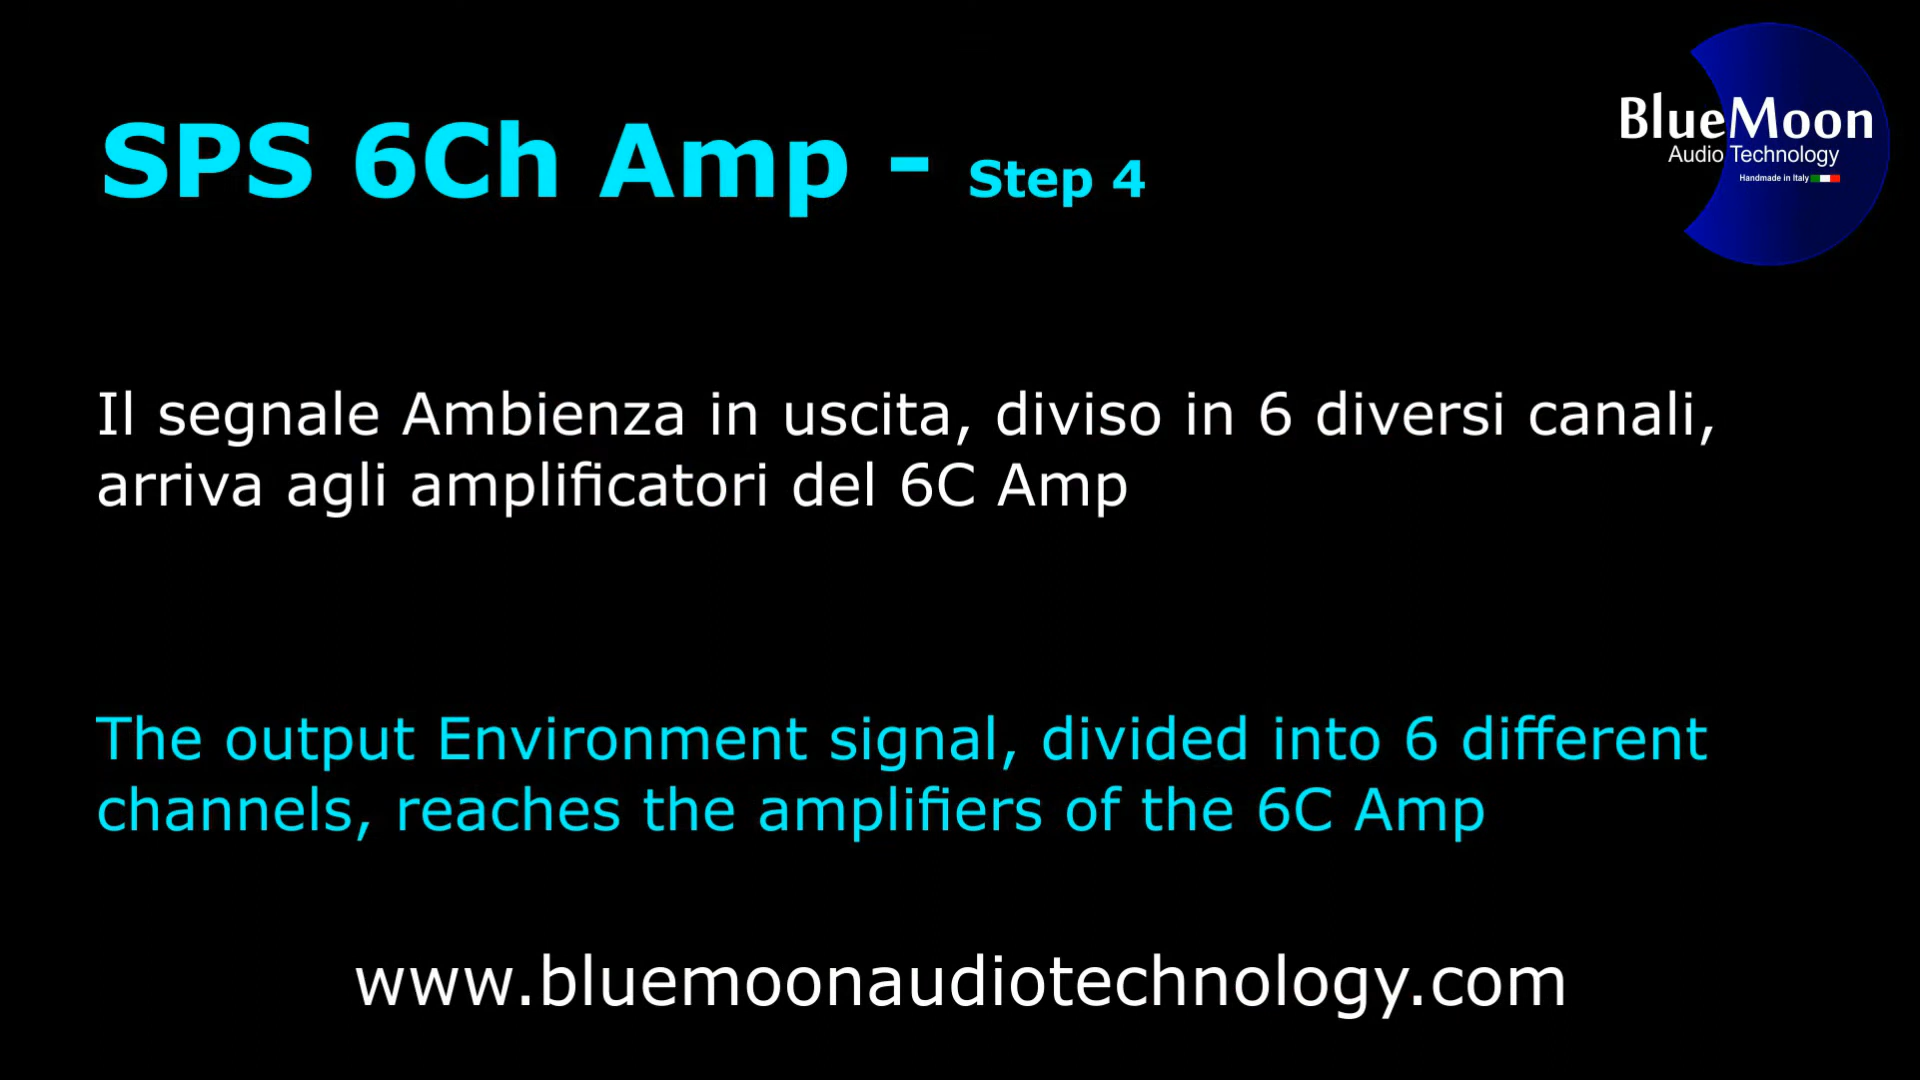 SPS 6Ch Amp - Step 4
BlueMoon
Audio Technology
Handmade in Italy
Il segnale Ambienza in uscita, diviso in 6 diversi canali,
arriva agli amplificatori del 6C Amp
The output Environment signal, divided into 6 different
channels, reaches the amplifiers of the 6C Amp
www.bluemoonaudiotechnology.com